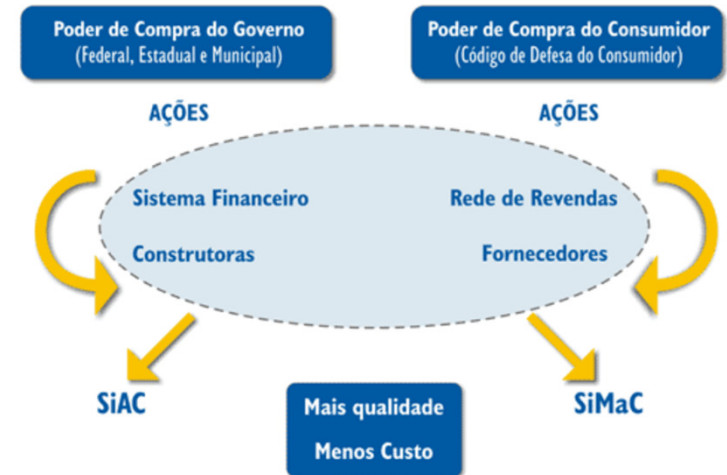 Poder de Compra do Governo
(Federal, Estadual e Municipal)
Poder de Compra do Consumidor
(Código de Defesa do Consumidor)
AÇÕES
AÇÕES
Sistema Financeiro
Rede de Revendas
Construtoras
Fornecedores
SiAC
SiMaC
Mais qualidade
Menos Custo